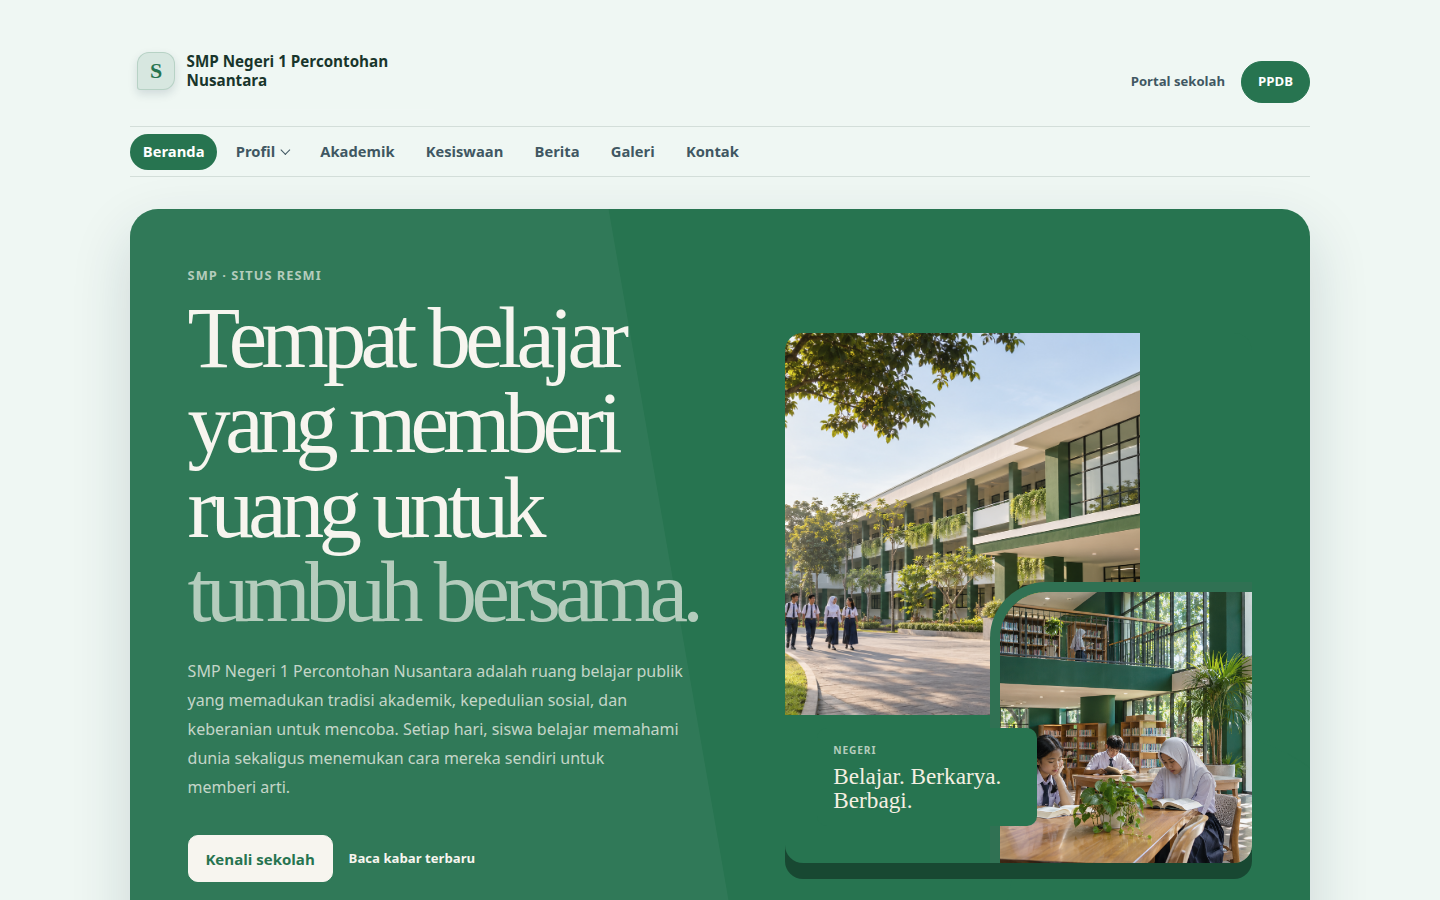 S
SMP Negeri 1 Percontohan
Nusantara
Portal sekolah
PPDB
Beranda
Profil
Akademik
Kesiswaan
Berita
Galeri
Kontak
SMP · SITUS RESMI
Tempat belajar
yang memberi
ruang untuk
tumbuh bersama.
SMP Negeri 1 Percontohan Nusantara adalah ruang belajar publik
yang memadukan tradisi akademik, kepedulian sosial, dan
keberanian untuk mencoba. Setiap hari, siswa belajar memahami
dunia sekaligus menemukan cara mereka sendiri untuk
memberi arti.
Kenali sekolah
Baca kabar terbaru
NEGERI
Belajar. Berkarya.
Berbagi.